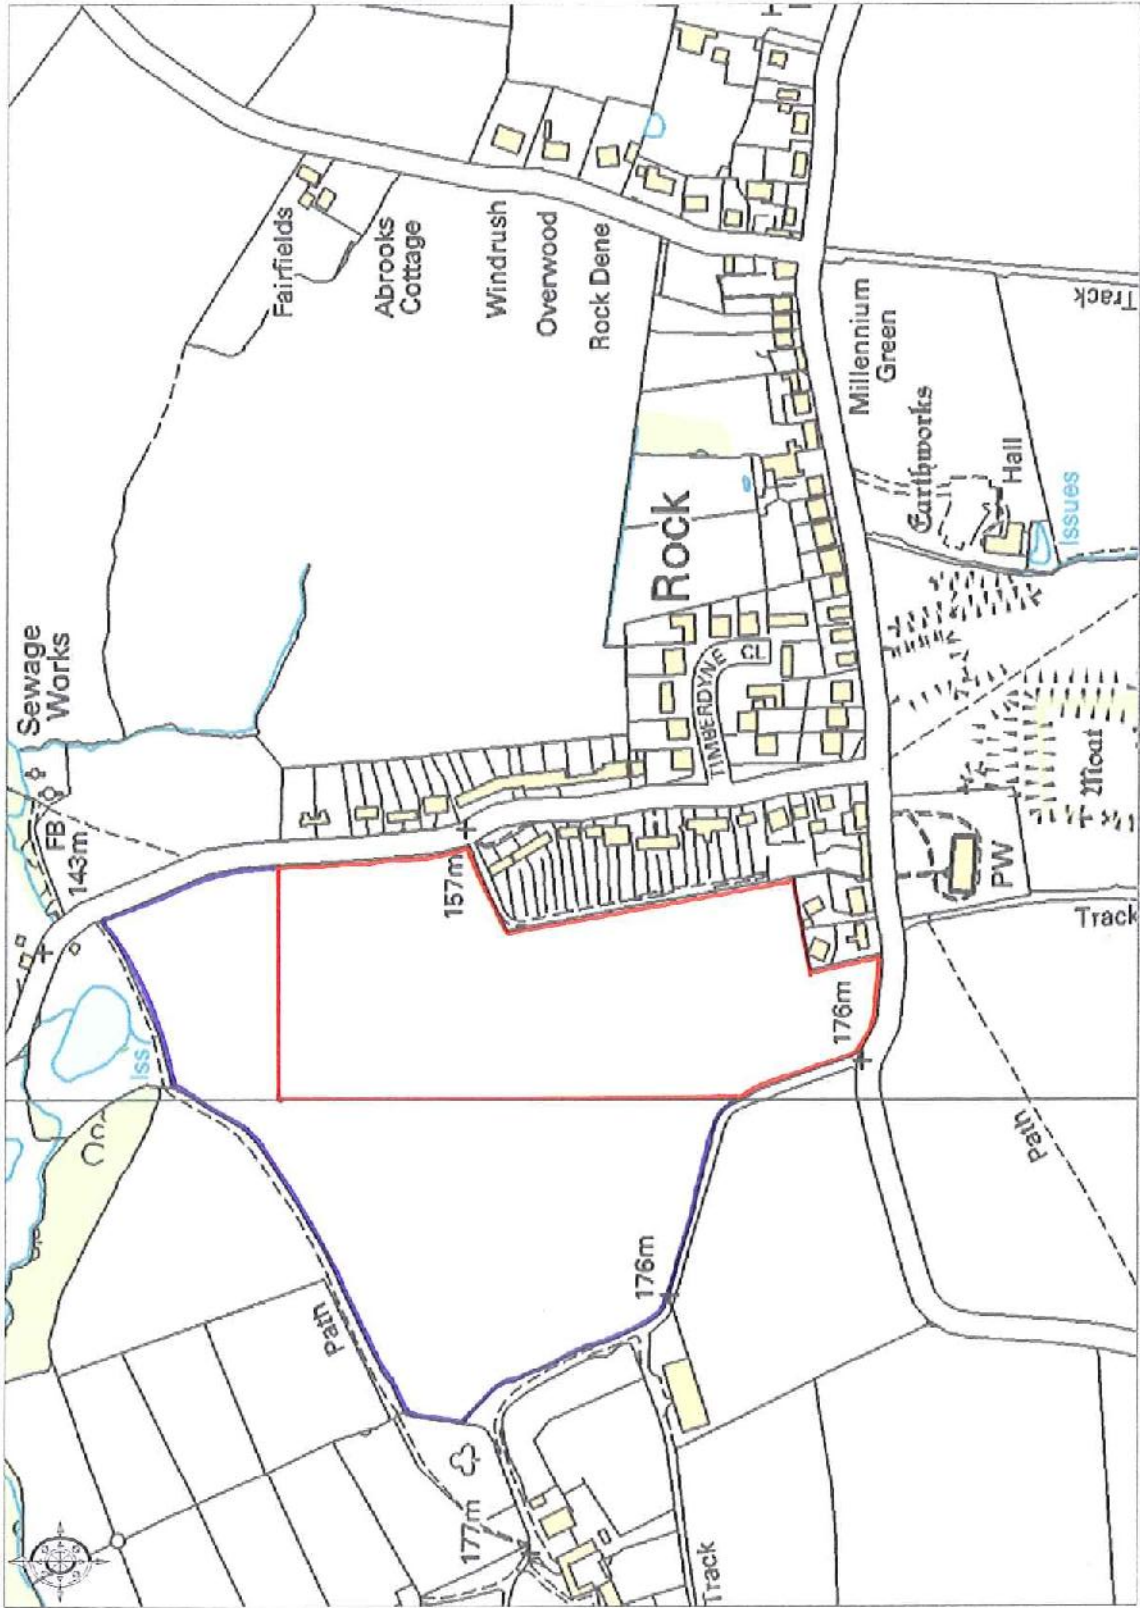 Sewage
Works
FB
143m
Iss
Fairfields
Abrooks
Cottage
Windrush
Overwood
Rock Dene
157m
Path
177m
Rock
TIMBERDYNE
CL
176m
176m
Millennium
Green
Earthworks
Hall
Issues
Moat
PW
Track
Track
Track
Path